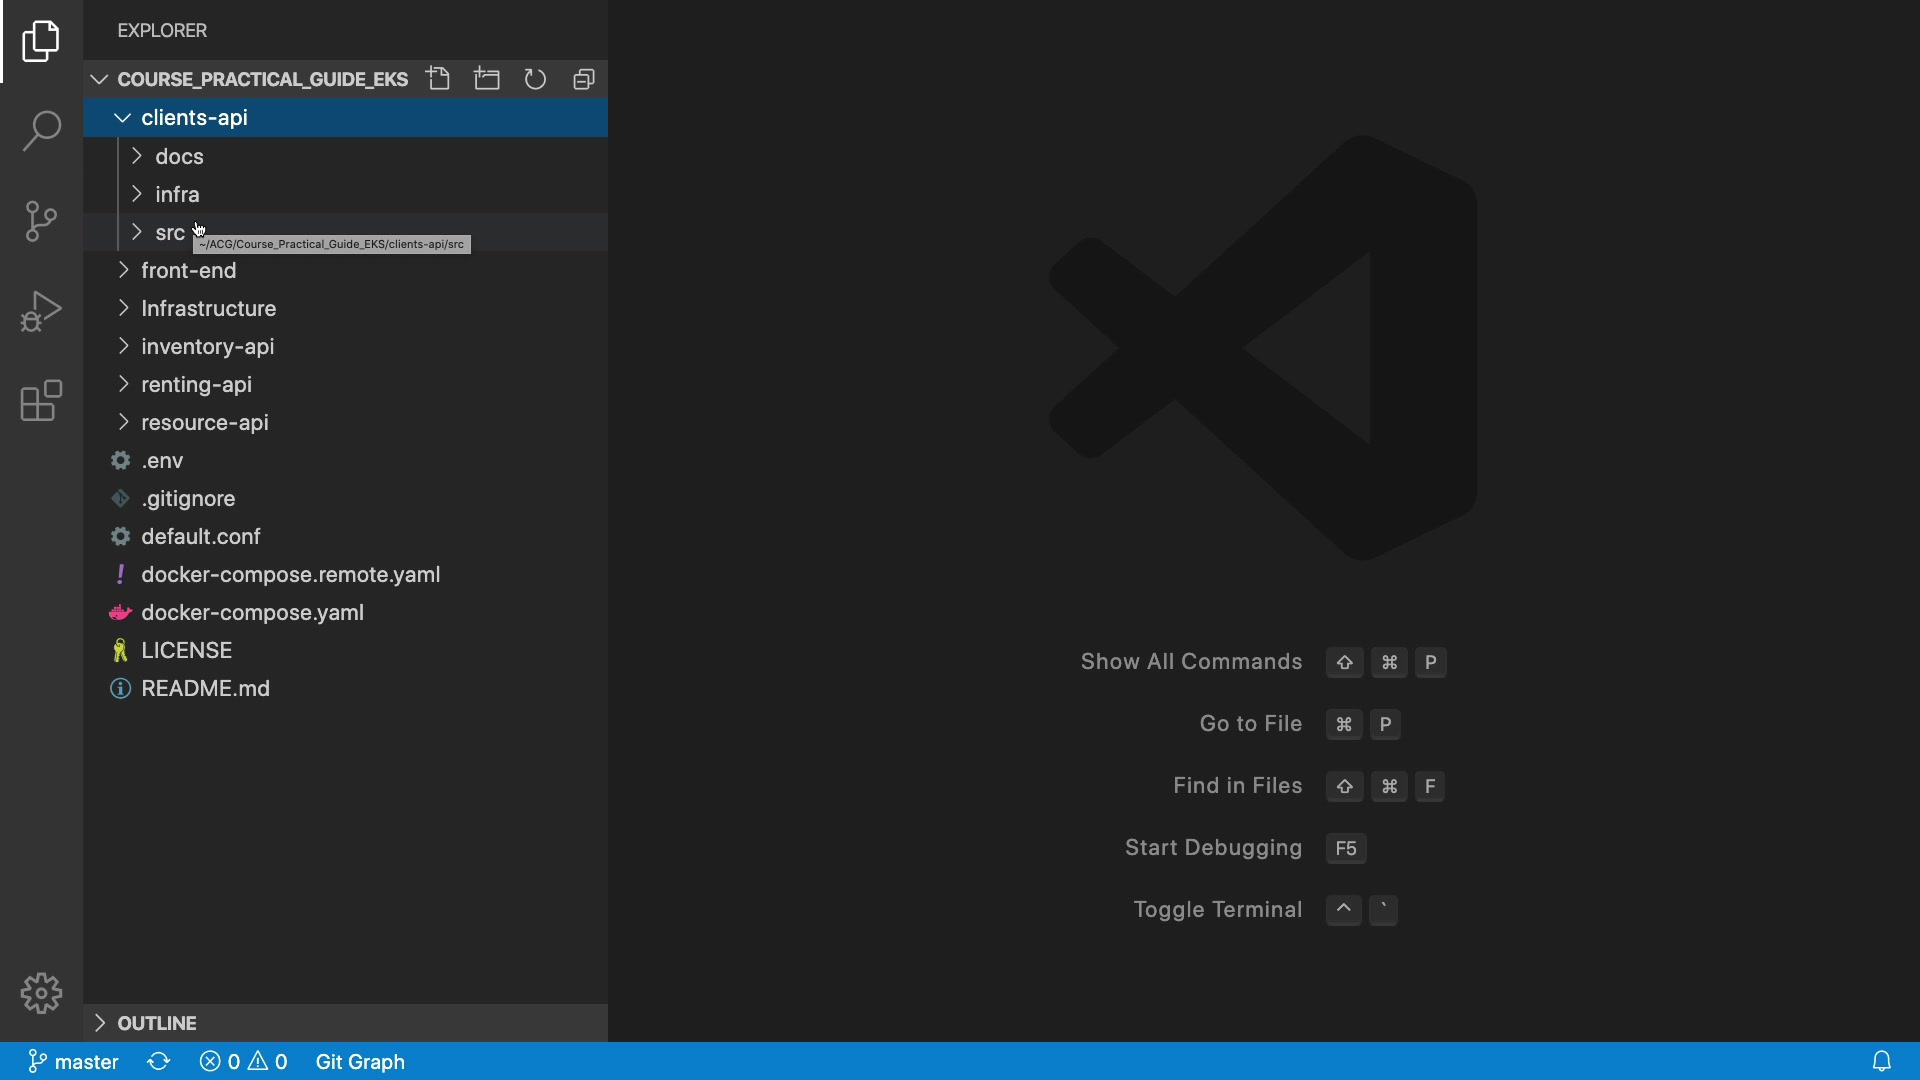 EXPLORER
COURSE_PRACTICAL_GUIDE_EKS
clients-api
docs
infra
src
~/ACG/Course_Practical_Guide_EKS/clients-api/src
front-end
Infrastructure
inventory-api
renting-api
resource-api
.env
.gitignore
default.conf
docker-compose.remote.yaml
docker-compose.yaml
LICENSE
README.md
Show All Commands ⇧ ⌘ P
Go to File ⌘ P
Find in Files ⇧ ⌘ F
Start Debugging F5
Toggle Terminal ^ `
OUTLINE
master 0 0 Git Graph